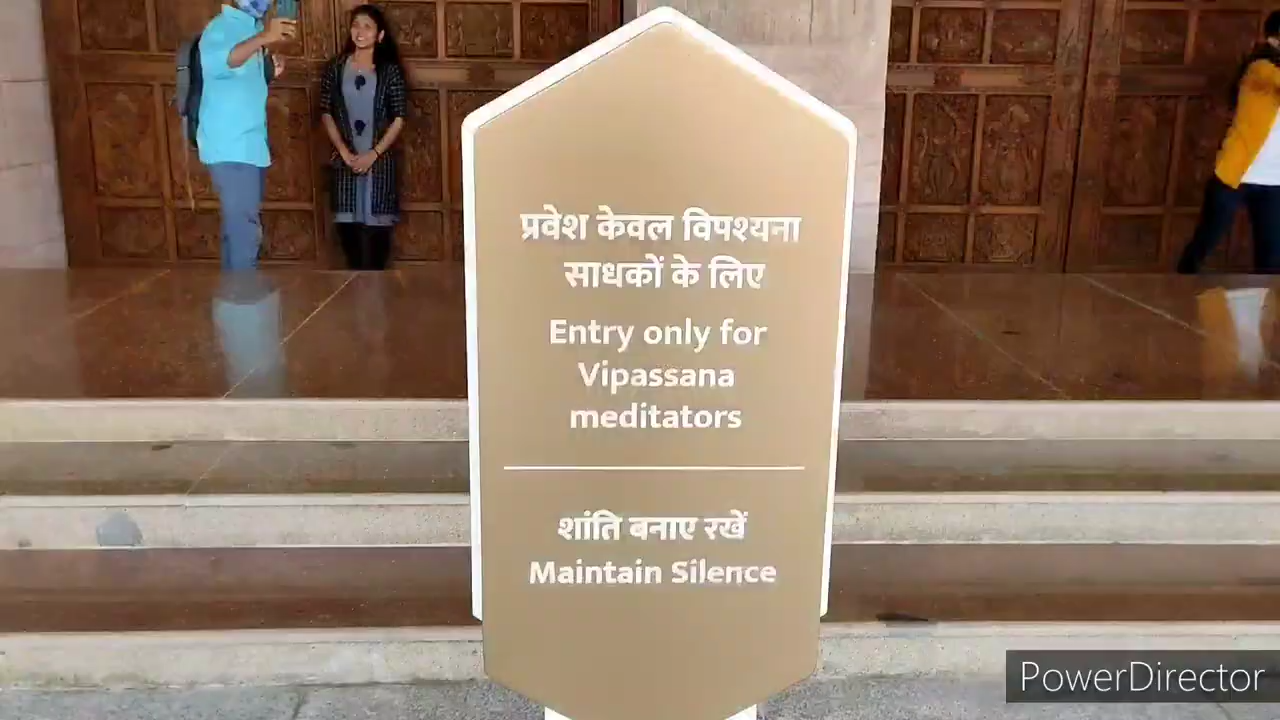 प्रवेश केवल विपश्यना
साधकों के लिए
Entry only for
Vipassana
meditators
शांति बनाए रखें
Maintain Silence
PowerDirector